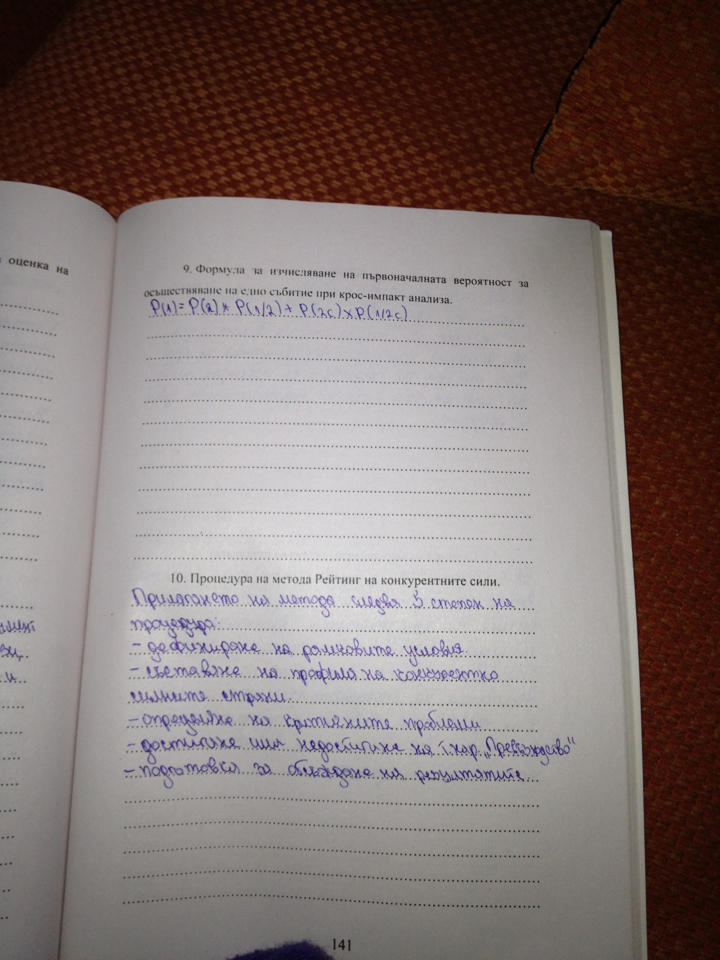 оценка на
9. Формула за изчисляване на първоначалната вероятност за
осъществяване на едно събитие при крос-импакт анализа.
P(1) = P(2) * P(1/2) + P(2c) x P(1/2c)
10. Процедура на метода Рейтинг на конкурентните сили.
Прилагането на метода следва 5 степен на
процедура:
- дефиниране на рамковите условия
- съставяне на профила на конкурентно
силните страни.
- определяне на критичните проблеми
- достигане или недостигане на "Превъзходство"
- подготовка за обсъждане на резултатите
141